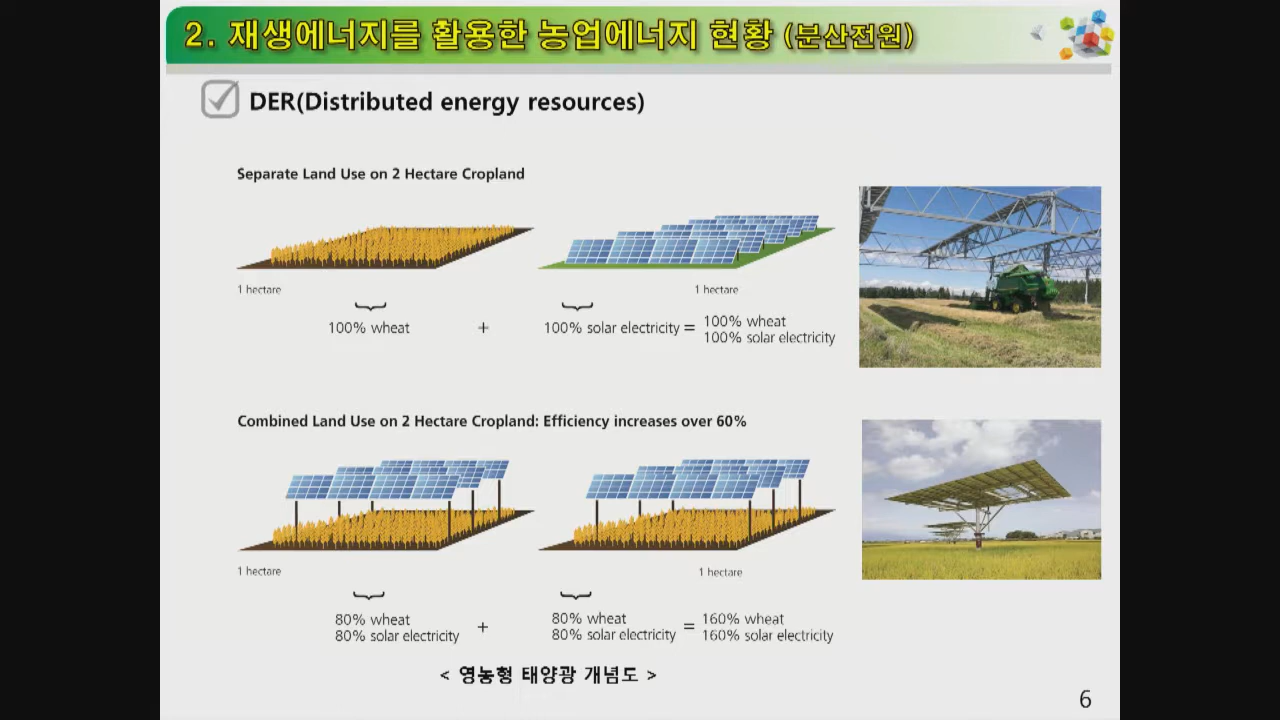 2. 재생에너지를 활용한 농업에너지 현황 (분산전원)
DER(Distributed energy resources)
Separate Land Use on 2 Hectare Cropland
1 hectare
1 hectare
100% wheat
+
100% solar electricity
=
100% wheat
100% solar electricity
Combined Land Use on 2 Hectare Cropland: Efficiency increases over 60%
1 hectare
1 hectare
80% wheat
80% solar electricity
+
80% wheat
80% solar electricity
=
160% wheat
160% solar electricity
< 영농형 태양광 개념도 >
6